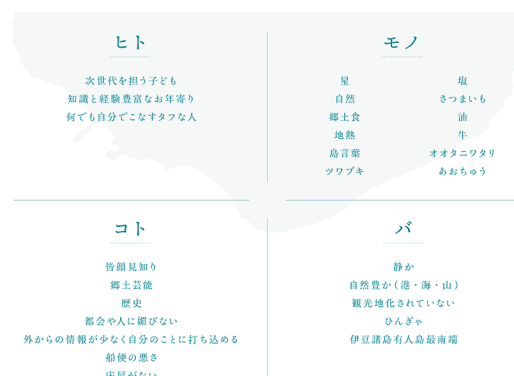 ヒト
次世代を担う子ども
知識と経験豊富なお年寄り
何でも自分でこなすタフな人
モノ
星
自然
郷土食
地熱
島言葉
ツワブキ
塩
さつまいも
油
牛
オオタニワタリ
あおちゅう
コト
皆顔見知り
郷土芸能
歴史
都会や人に媚びない
外からの情報が少なく自分のことに打ち込める
船便の悪さ
床屋がない
バ
静か
自然豊か（港・海・山）
観光地化されていない
ひんぎゃ
伊豆諸島有人島最南端